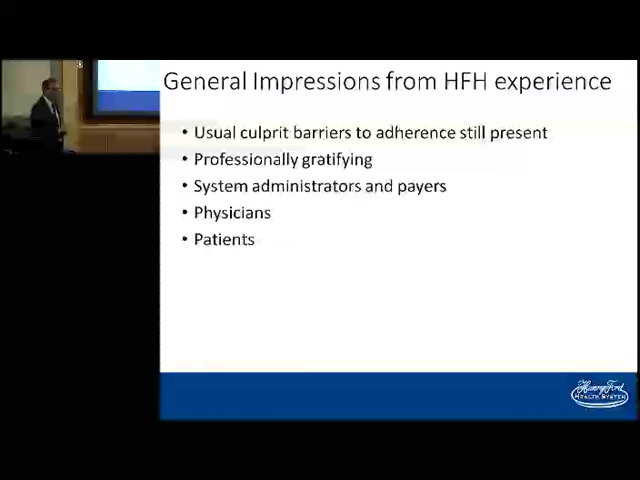 General Impressions from HFH experience
• Usual culprit barriers to adherence still present
• Professionally gratifying
• System administrators and payers
• Physicians
• Patients
Henry Ford
HEALTH SYSTEM